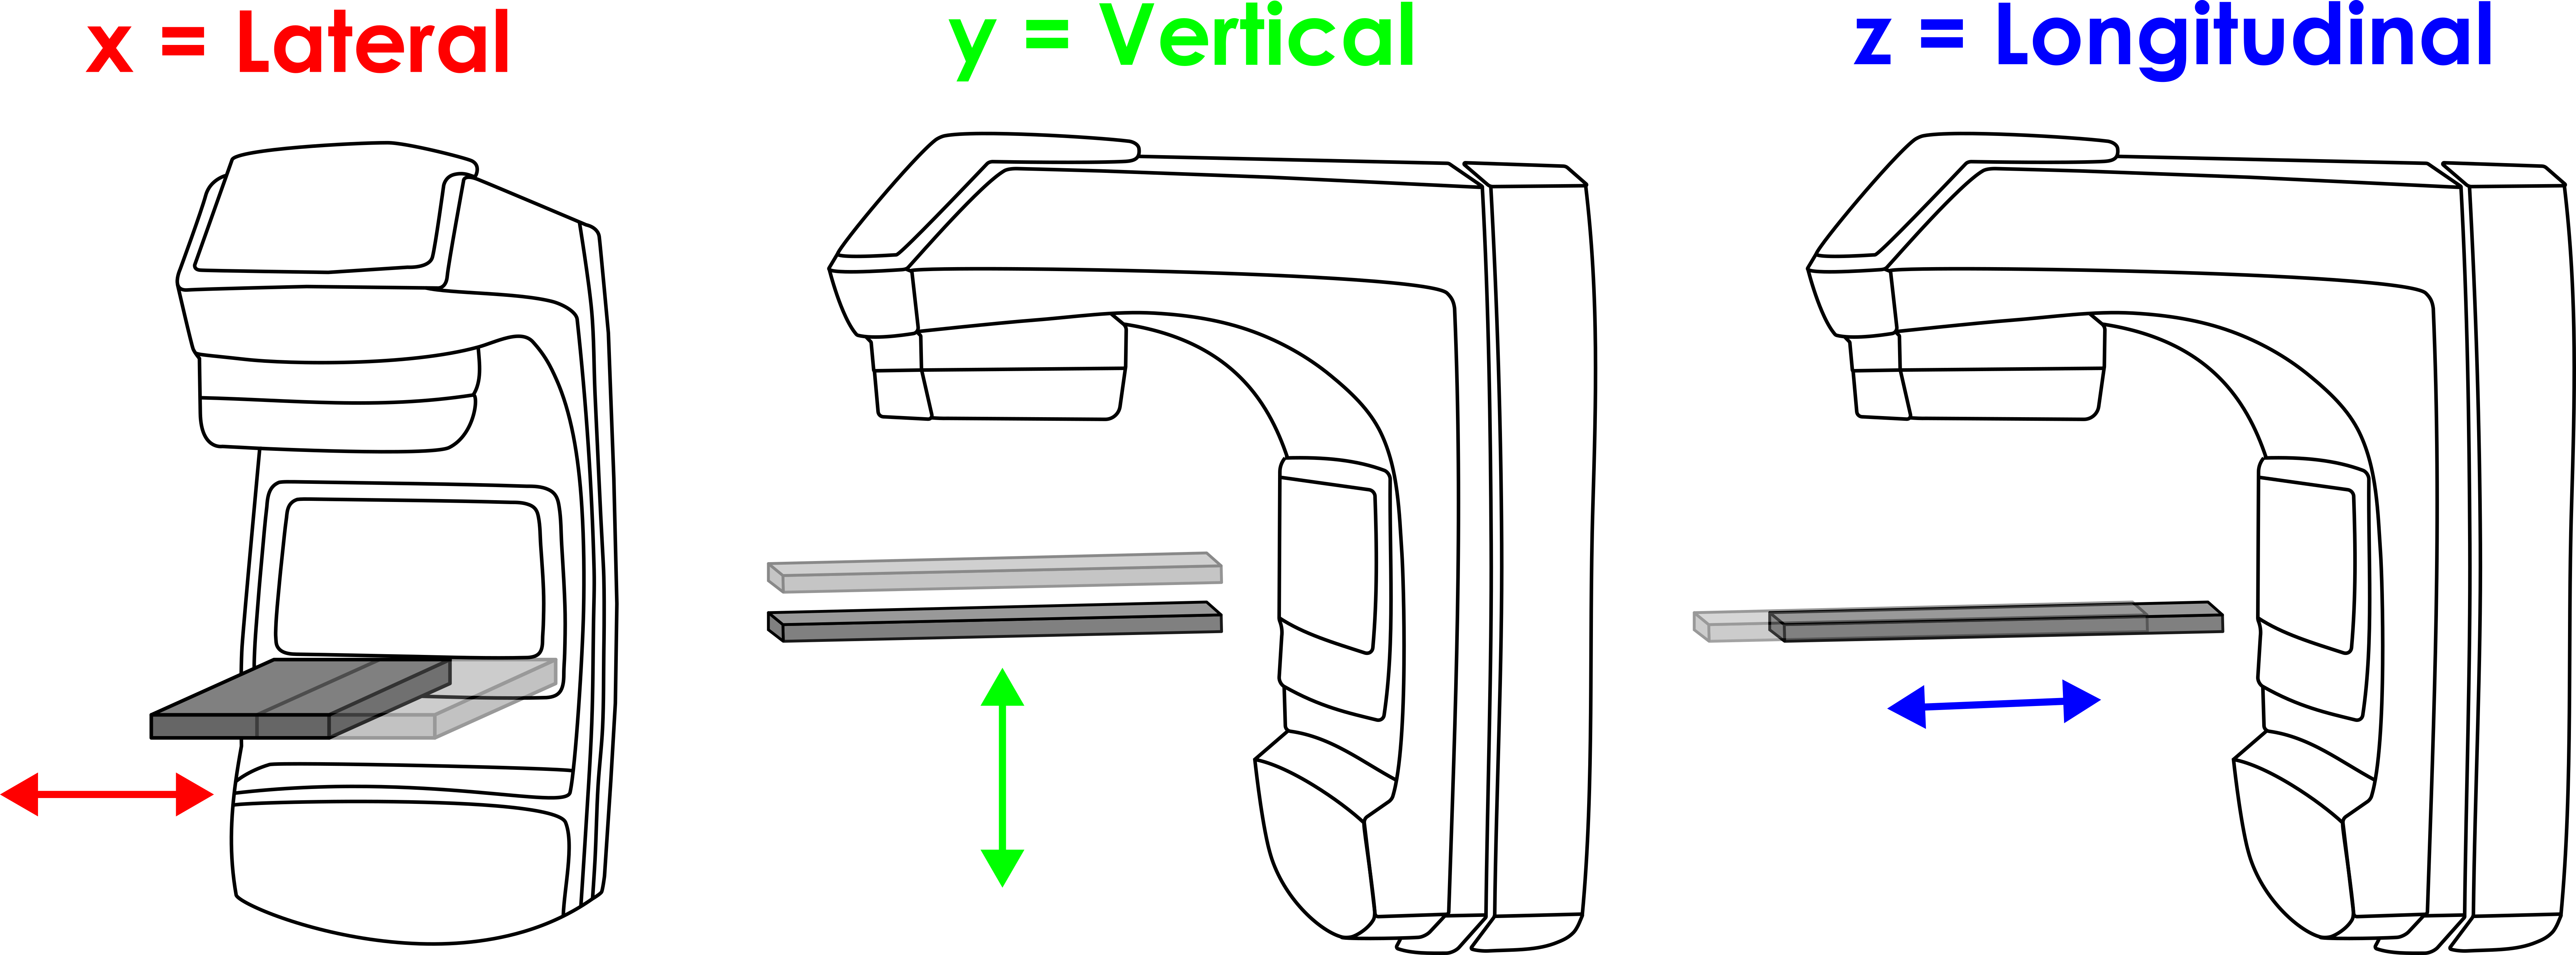 x = Lateral
y = Vertical
z = Longitudinal